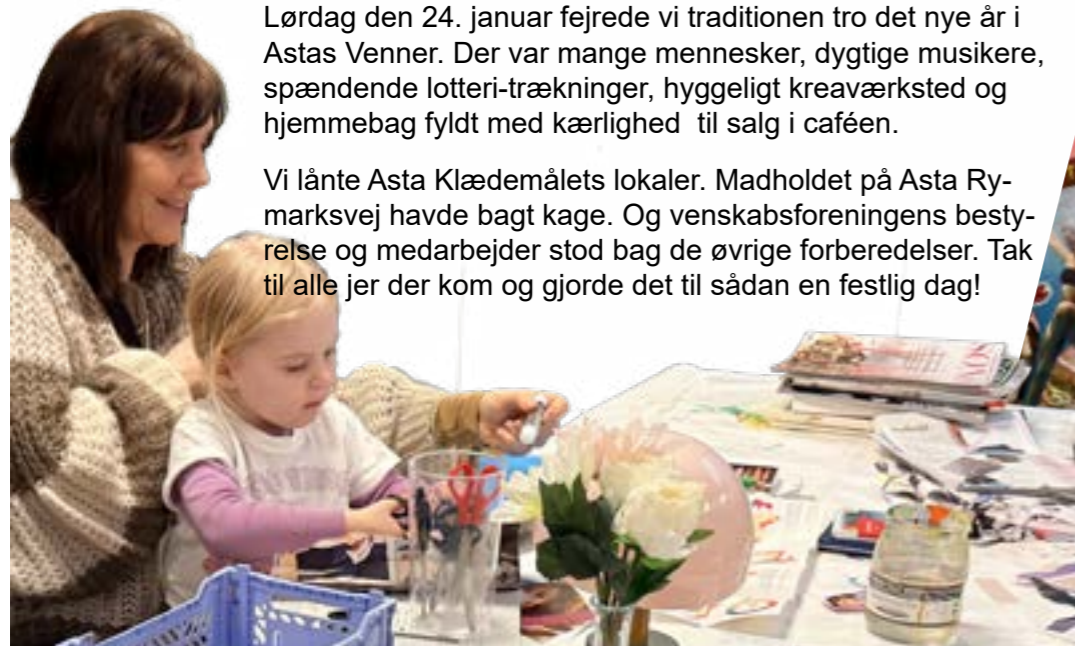 Lørdag den 24. januar fejrede vi traditionen tro det nye år i
Astas Venner. Der var mange mennesker, dygtige musikere,
spændende lotteri-trækninger, hyggeligt kreaværksted og
hjemmebag fyldt med kærlighed  til salg i caféen.
Vi lånte Asta Klædemålets lokaler. Madholdet på Asta Ry-
marksvej havde bagt kage. Og venskabsforeningens besty-
relse og medarbejder stod bag de øvrige forberedelser. Tak
til alle jer der kom og gjorde det til sådan en festlig dag!